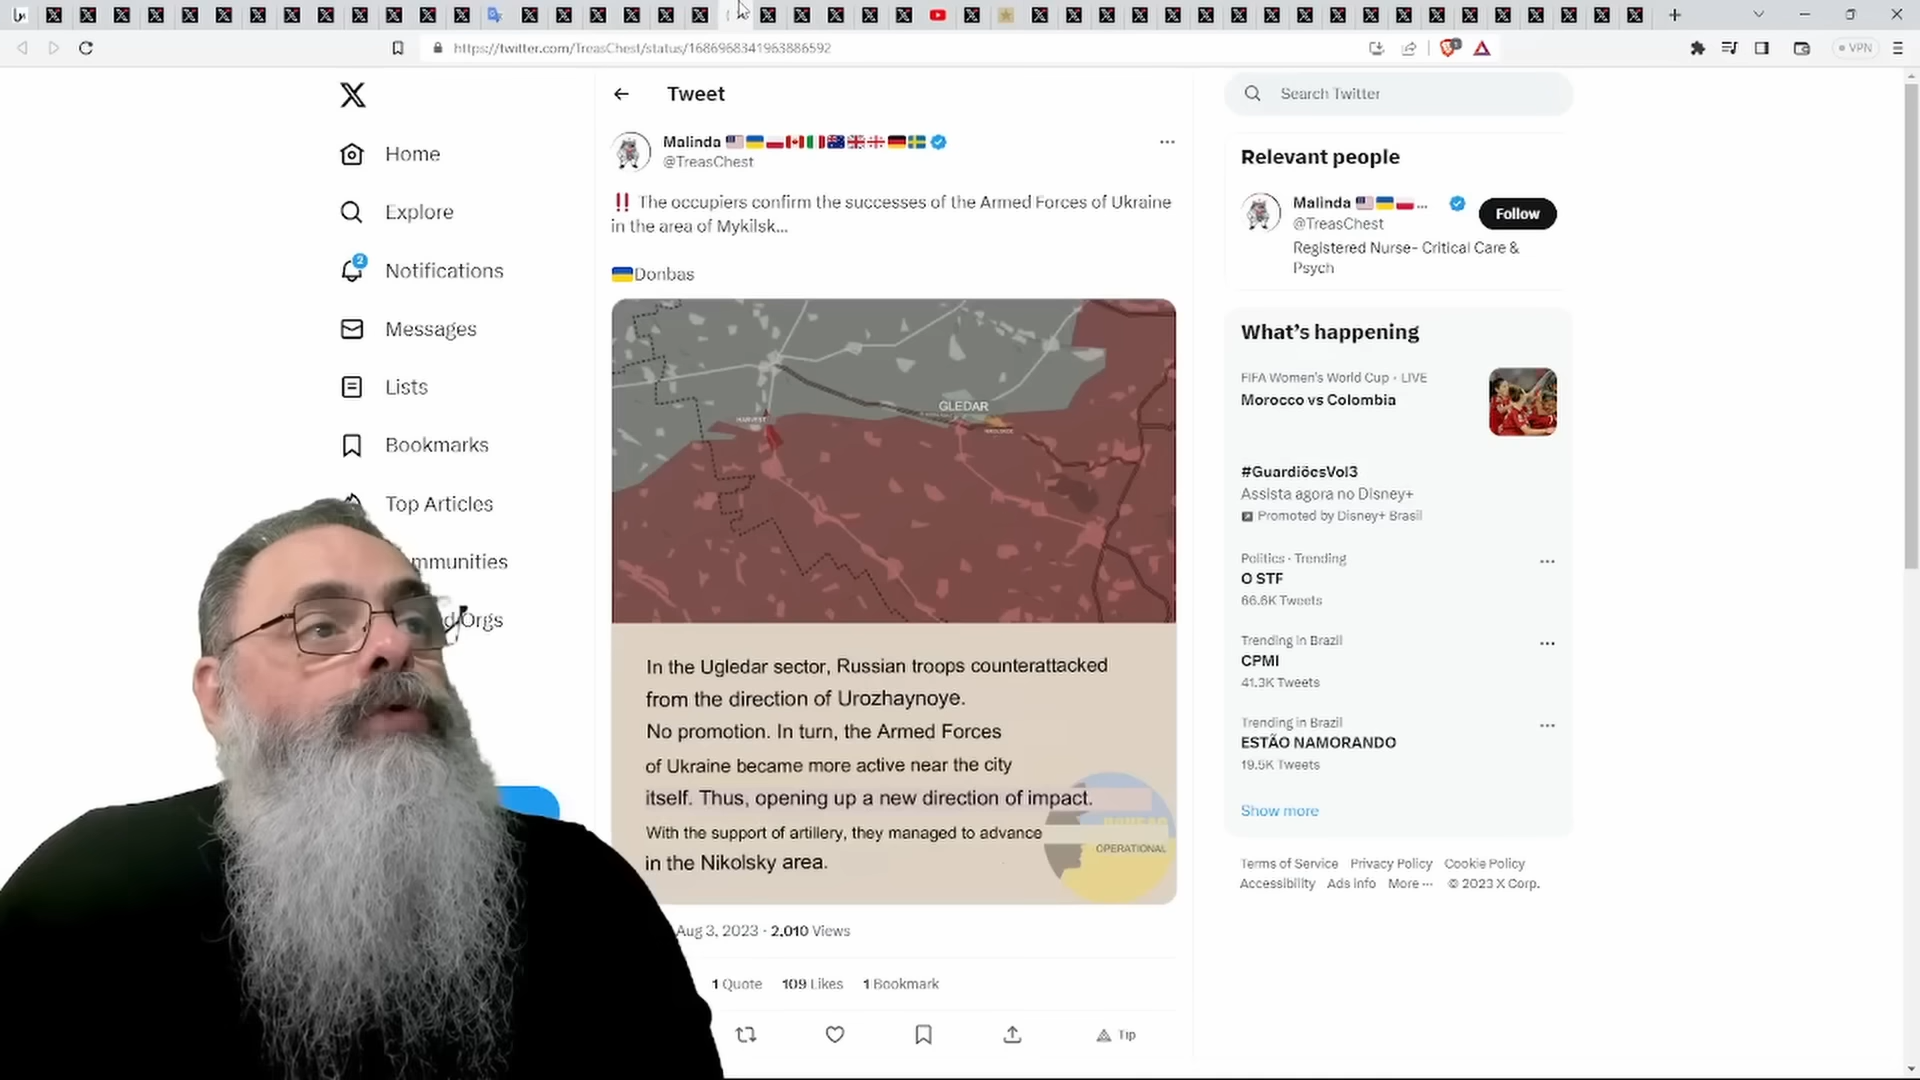 https://twitter.com/TreasChest/status/1686968341963886592
VPN
Home
Explore
2
Notifications
Messages
Lists
Bookmarks
Top Articles
mmunities
d Orgs
Tweet
Malinda
@TreasChest
‼ The occupiers confirm the successes of the Armed Forces of Ukraine
in the area of Mykilsk...
Donbas
HARVEST
GLEDAR
In the Ugledar sector, Russian troops counterattacked
from the direction of Urozhaynoye.
No promotion. In turn, the Armed Forces
of Ukraine became more active near the city
itself. Thus, opening up a new direction of impact.
With the support of artillery, they managed to advance
in the Nikolsky area.
OPERATIONAL
Aug 3, 2023 · 2,010 Views
1 Quote 109 Likes 1 Bookmark
Tip
Search Twitter
Relevant people
Malinda ...
@TreasChest
Follow
Registered Nurse- Critical Care &
Psych
What's happening
FIFA Women's World Cup · LIVE
Morocco vs Colombia
#GuardiõesVol3
Assista agora no Disney+
Promoted by Disney+ Brasil
Politics · Trending
O STF
66.6K Tweets
Trending in Brazil
CPMI
41.3K Tweets
Trending in Brazil
ESTÃO NAMORANDO
19.5K Tweets
Show more
Terms of Service Privacy Policy Cookie Policy
Accessibility Ads info More ··· © 2023 X Corp.